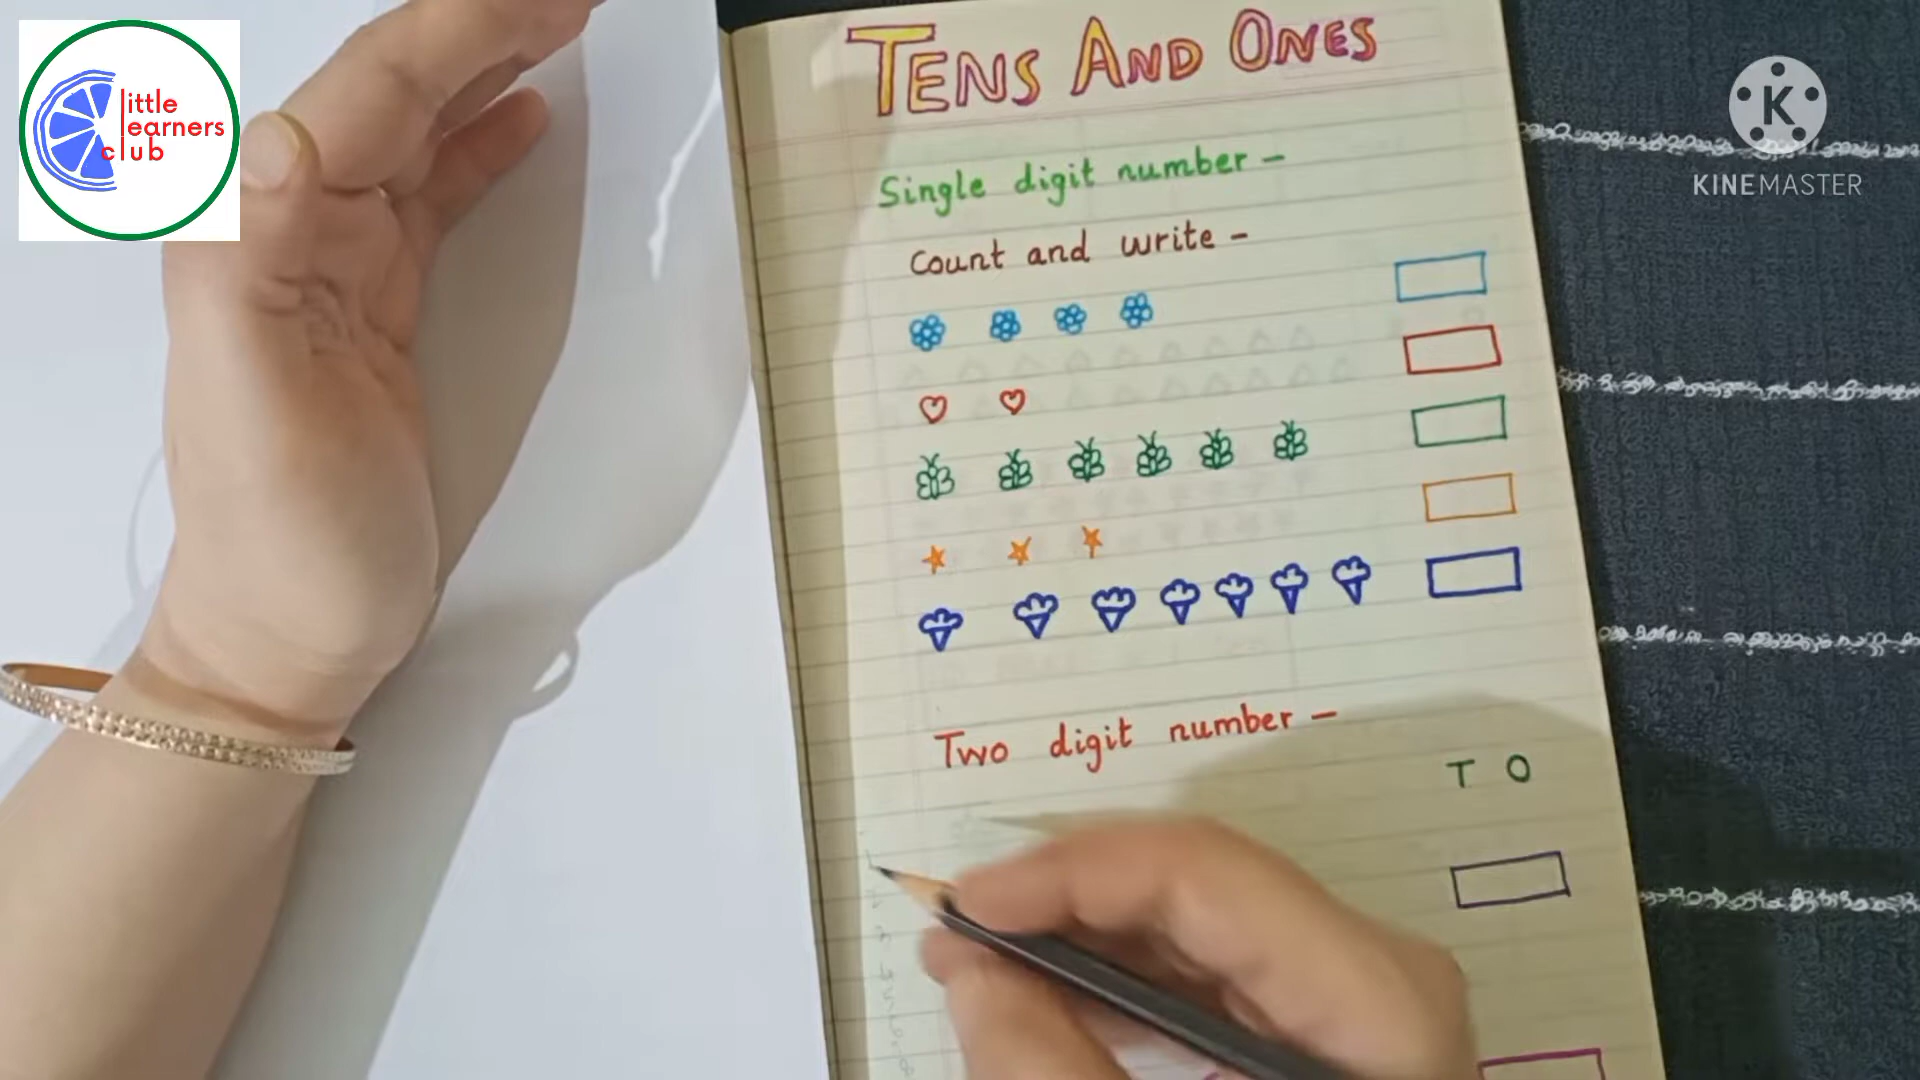 little
learners
club
TENS AND ONES
Single digit number -
Count and write -
Two digit number -
T O
K
KINEMASTER